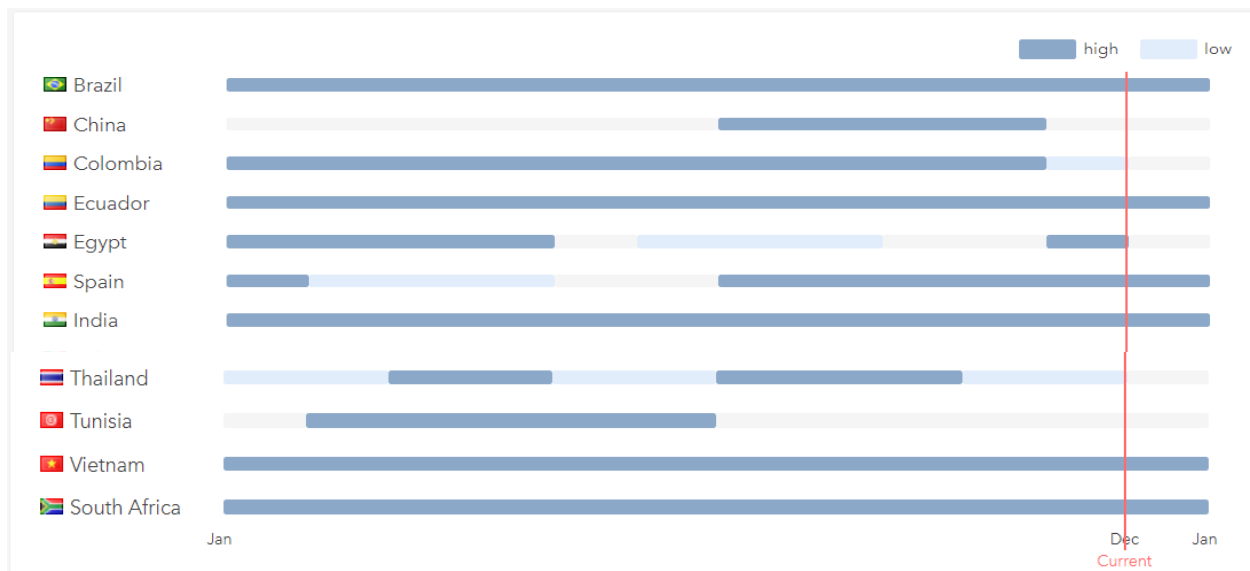 high low
Brazil
China
Colombia
Ecuador
Egypt
Spain
India
Thailand
Tunisia
Vietnam
South Africa
Jan Dec Jan
Current